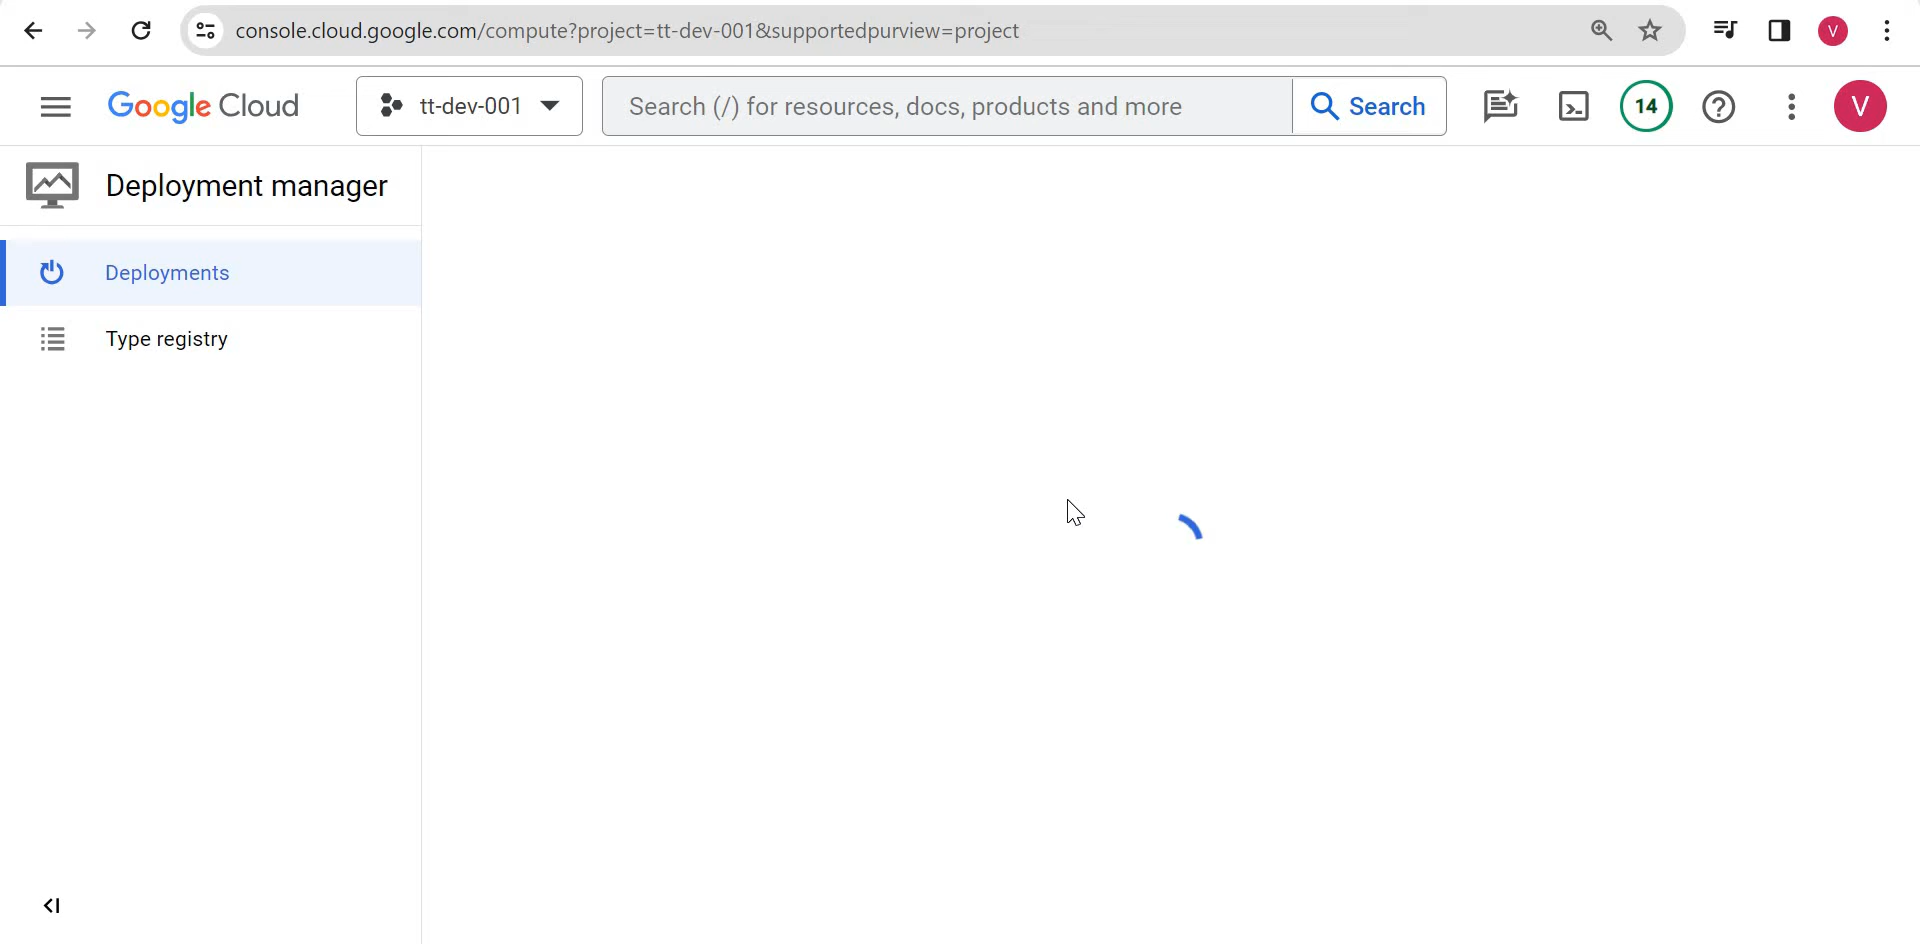 console.cloud.google.com/compute?project=tt-dev-001&supportedpurview=project
V
Google Cloud
tt-dev-001
Search (/) for resources, docs, products and more
Search
14
V
Deployment manager
Deployments
Type registry